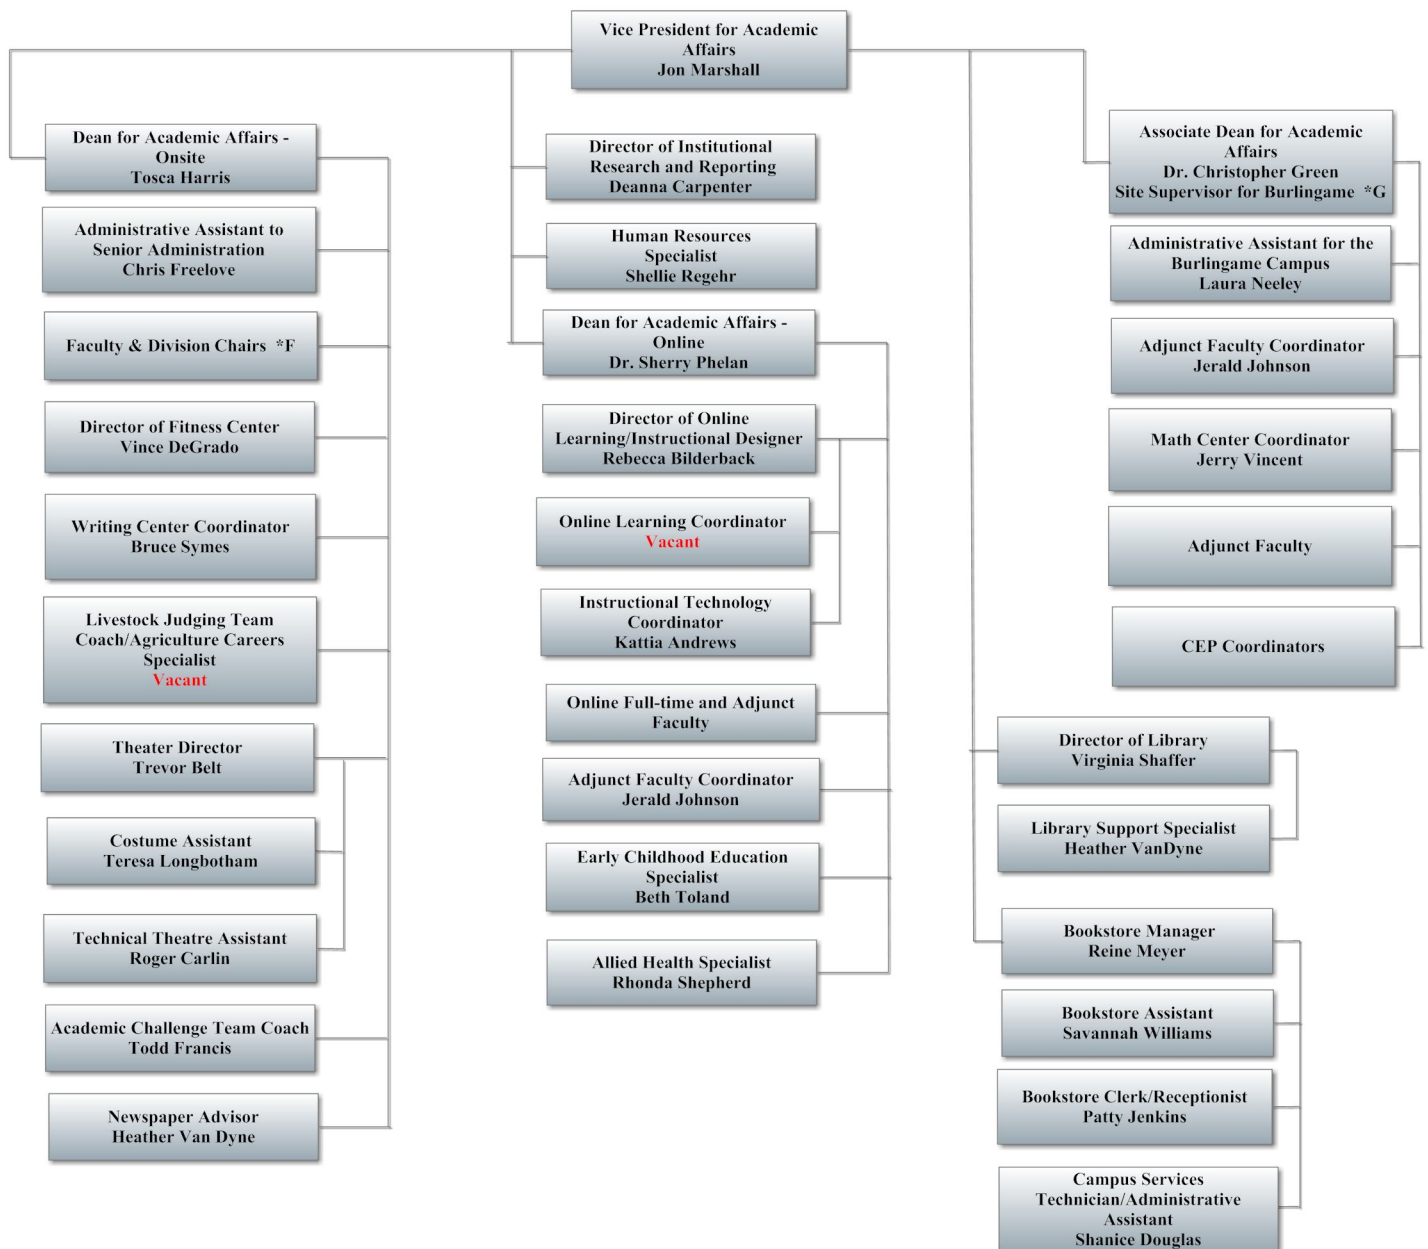 Vice President for Academic
Affairs
Jon Marshall
Dean for Academic Affairs -
Onsite
Tosca Harris
Administrative Assistant to
Senior Administration
Chris Freelove
Faculty & Division Chairs  *F
Director of Fitness Center
Vince DeGrado
Writing Center Coordinator
Bruce Symes
Livestock Judging Team
Coach/Agriculture Careers
Specialist
Vacant
Theater Director
Trevor Belt
Costume Assistant
Teresa Longbotham
Technical Theatre Assistant
Roger Carlin
Academic Challenge Team Coach
Todd Francis
Newspaper Advisor
Heather Van Dyne
Director of Institutional
Research and Reporting
Deanna Carpenter
Human Resources
Specialist
Shellie Regehr
Dean for Academic Affairs -
Online
Dr. Sherry Phelan
Director of Online
Learning/Instructional Designer
Rebecca Bilderback
Online Learning Coordinator
Vacant
Instructional Technology
Coordinator
Kattia Andrews
Online Full-time and Adjunct
Faculty
Adjunct Faculty Coordinator
Jerald Johnson
Early Childhood Education
Specialist
Beth Toland
Allied Health Specialist
Rhonda Shepherd
Associate Dean for Academic
Affairs
Dr. Christopher Green
Site Supervisor for Burlingame  *G
Administrative Assistant for the
Burlingame Campus
Laura Neeley
Adjunct Faculty Coordinator
Jerald Johnson
Math Center Coordinator
Jerry Vincent
Adjunct Faculty
CEP Coordinators
Director of Library
Virginia Shaffer
Library Support Specialist
Heather VanDyne
Bookstore Manager
Reine Meyer
Bookstore Assistant
Savannah Williams
Bookstore Clerk/Receptionist
Patty Jenkins
Campus Services
Technician/Administrative
Assistant
Shanice Douglas